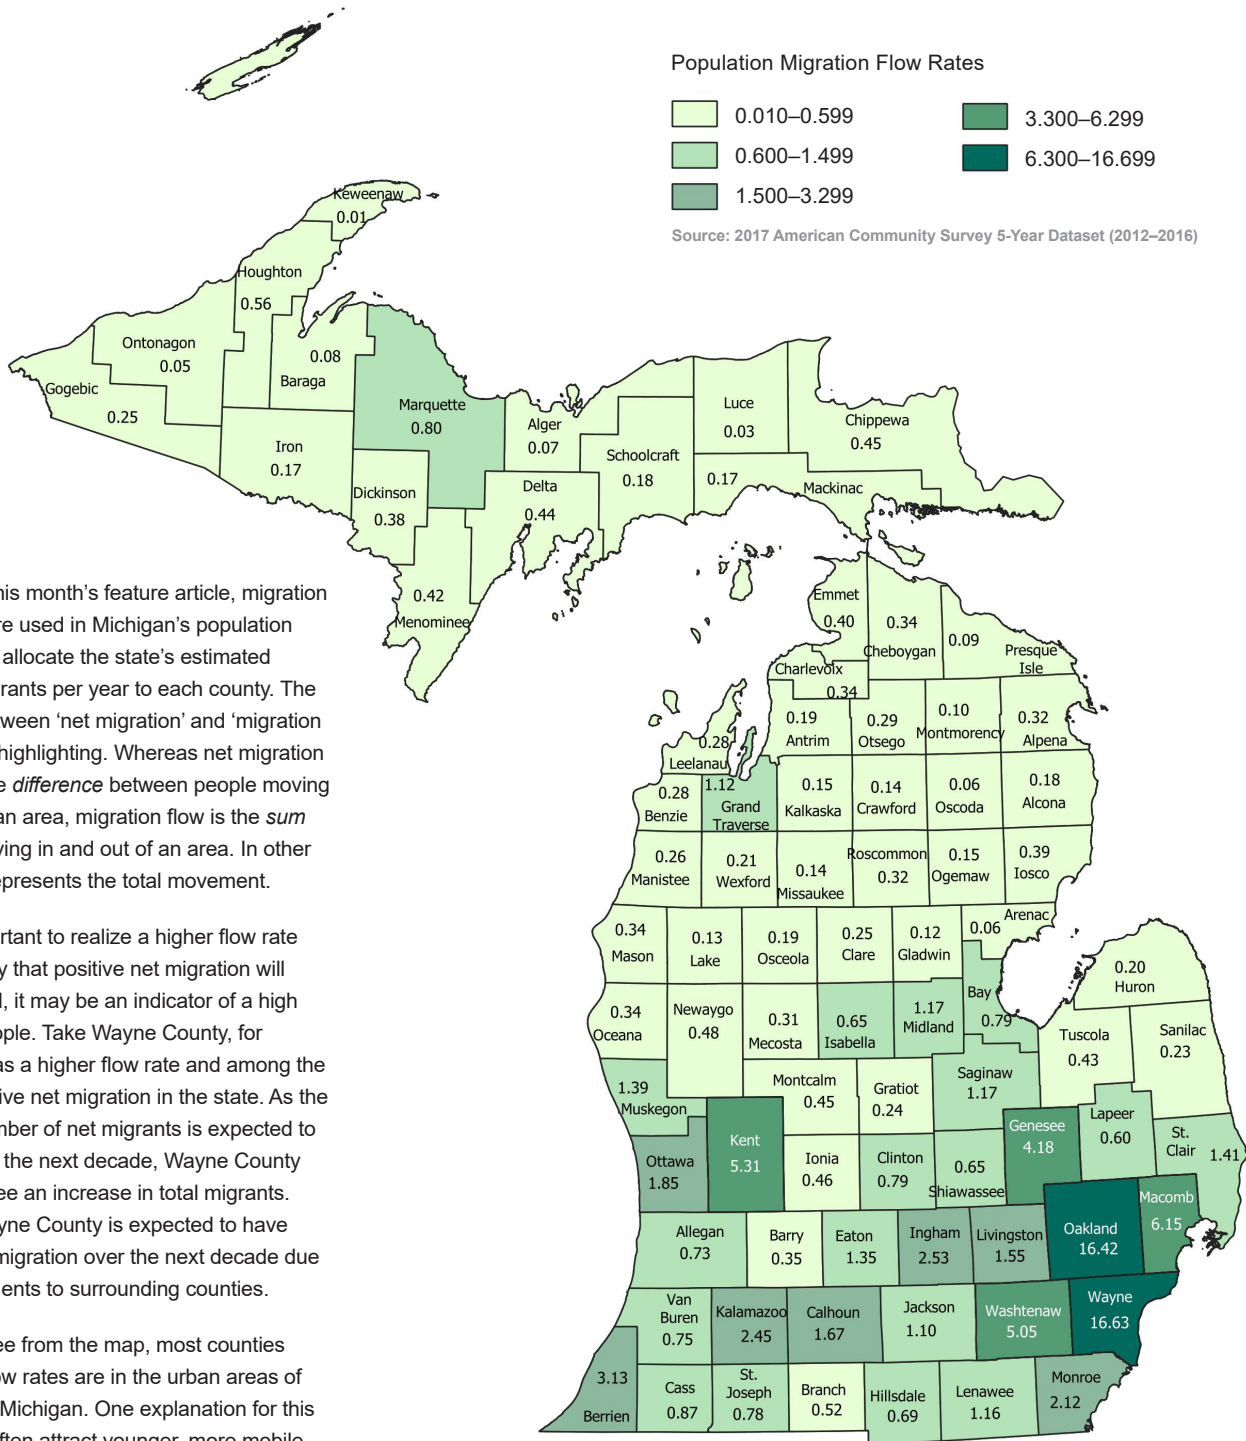 Population Migration Flow Rates
0.010–0.599
0.600–1.499
1.500–3.299
3.300–6.299
6.300–16.699
Source: 2017 American Community Survey 5-Year Dataset (2012–2016)
Keweenaw
0.01
Houghton
0.56
Ontonagon
0.05
Gogebic
0.25
0.08
Baraga
Iron
0.17
Marquette
0.80
Dickinson
0.38
0.42
Menominee
Alger
0.07
Delta
0.44
Schoolcraft
0.18
Luce
0.03
Chippewa
0.45
0.17
Mackinac
his month's feature article, migration
re used in Michigan's population
allocate the state's estimated
rants per year to each county. The
tween 'net migration' and 'migration
highlighting. Whereas net migration
e difference between people moving
an area, migration flow is the sum
ving in and out of an area. In other
epresents the total movement.
rtant to realize a higher flow rate
y that positive net migration will
l, it may be an indicator of a high
ople. Take Wayne County, for
as a higher flow rate and among the
ive net migration in the state. As the
mber of net migrants is expected to
the next decade, Wayne County
ee an increase in total migrants.
yne County is expected to have
migration over the next decade due
ents to surrounding counties.
ee from the map, most counties
ow rates are in the urban areas of
Michigan. One explanation for this
ften attract younger, more mobile
Emmet
0.40
0.34
Cheboygan
0.09
Presque
Isle
Charlevoix
0.34
0.19
Antrim
0.29
Otsego
0.10
Montmorency
0.32
Alpena
0.28
Leelanau
0.28
Benzie
1.12
Grand
Traverse
0.15
Kalkaska
0.14
Crawford
0.06
Oscoda
0.18
Alcona
0.26
Manistee
0.21
Wexford
0.14
Missaukee
Roscommon
0.32
0.15
Ogemaw
0.39
Iosco
0.34
Mason
0.13
Lake
0.19
Osceola
0.25
Clare
0.12
Gladwin
0.06
Arenac
0.34
Oceana
Newaygo
0.48
0.31
Mecosta
0.65
Isabella
1.17
Midland
Bay
0.79
0.20
Huron
Tuscola
0.43
Sanilac
0.23
1.39
Muskegon
Montcalm
0.45
Gratiot
0.24
Saginaw
1.17
Kent
5.31
Ottawa
1.85
Ionia
0.46
Clinton
0.79
0.65
Shiawassee
Genesee
4.18
Lapeer
0.60
St.
Clair
1.41
Allegan
0.73
Barry
0.35
Eaton
1.35
Ingham
2.53
Livingston
1.55
Oakland
16.42
Macomb
6.15
Van
Buren
0.75
Kalamazoo
2.45
Calhoun
1.67
Jackson
1.10
Washtenaw
5.05
Wayne
16.63
3.13
Berrien
Cass
0.87
St.
Joseph
0.78
Branch
0.52
Hillsdale
0.69
Lenawee
1.16
Monroe
2.12